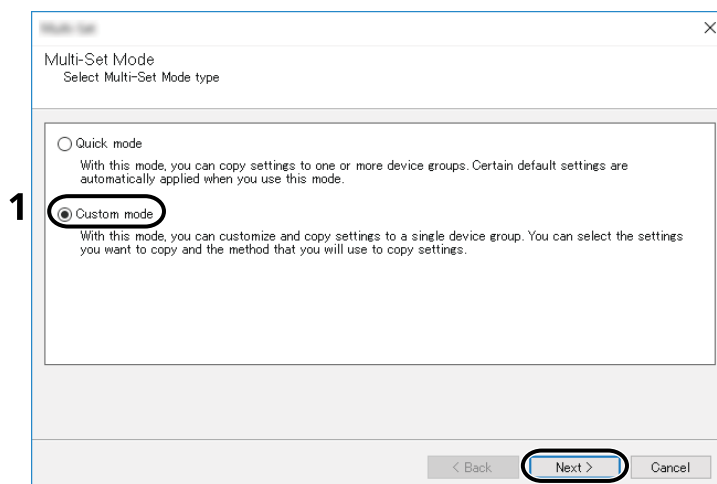 Multi-Set Mode
Select Multi-Set Mode type
Quick mode
With this mode, you can copy settings to one or more device groups. Certain default settings are
automatically applied when you use this mode.
1
Custom mode
With this mode, you can customize and copy settings to a single device group. You can select the settings
you want to copy and the method that you will use to copy settings.
< Back
Next >
Cancel